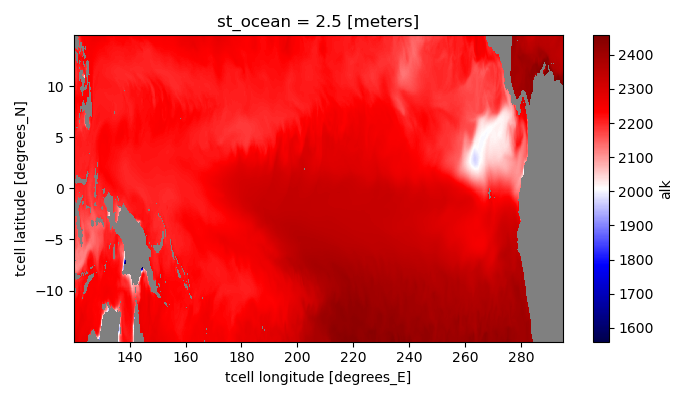 st_ocean = 2.5 [meters]
10
5
0
−5
−10
tcell latitude [degrees_N]
140 160 180 200 220 240 260 280
tcell longitude [degrees_E]
2400
2300
2200
2100
2000
1900
1800
1700
1600
alk